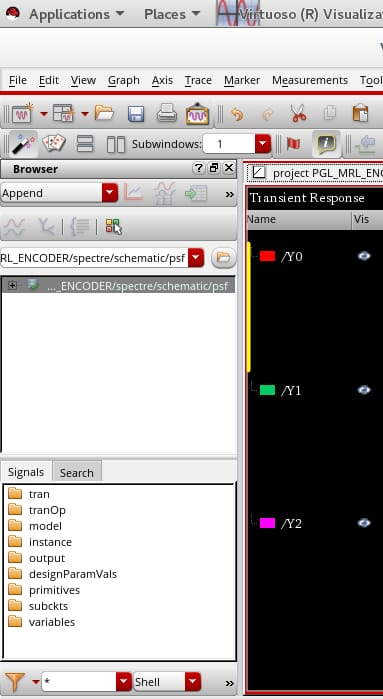 Applications Places Virtuoso (R) Visualiza
File Edit View Graph Axis Trace Marker Measurements Tool
Subwindows: 1
Browser
project PGL_MRL_ENC
Append
Transient Response
Name Vis
RL_ENCODER/spectre/schematic/psf
/Y0
..._ENCODER/spectre/schematic/psf
/Y1
Signals Search
tran
tranOp
model
/Y2
instance
output
designParamVals
primitives
subckts
variables
* Shell